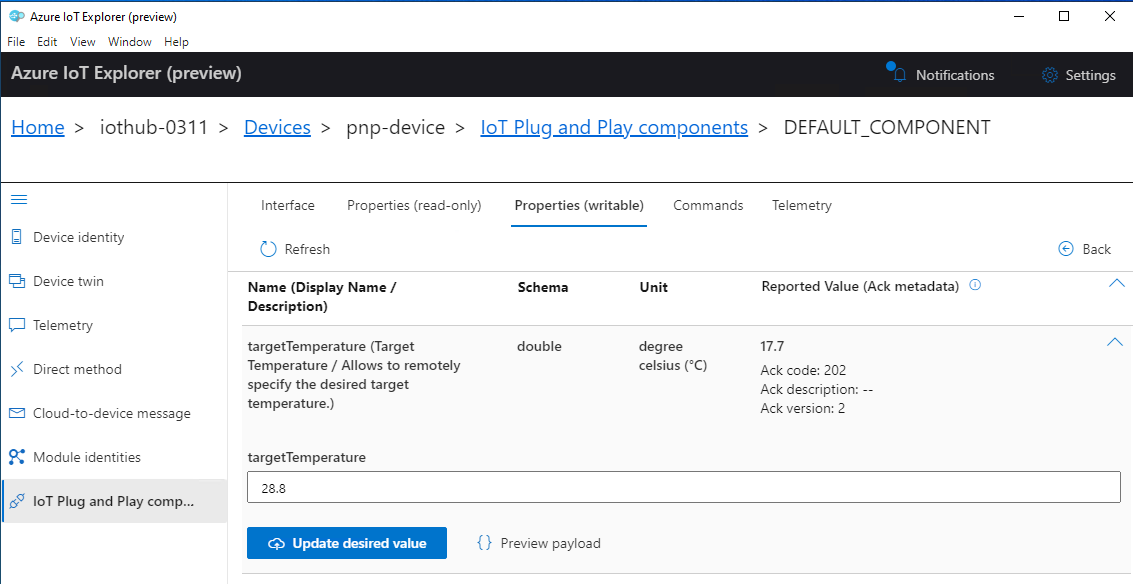 Azure IoT Explorer (preview)
File Edit View Window Help
Azure IoT Explorer (preview)
Notifications
Settings
Home > iothub-0311 > Devices > pnp-device > IoT Plug and Play components > DEFAULT_COMPONENT
Device identity
Device twin
Telemetry
Direct method
Cloud-to-device message
Module identities
IoT Plug and Play comp...
Interface Properties (read-only) Properties (writable) Commands Telemetry
Refresh
Back
Name (Display Name /
Description)
Schema
Unit
Reported Value (Ack metadata)
targetTemperature (Target
Temperature / Allows to remotely
specify the desired target
temperature.)
double
degree
celsius (°C)
17.7
Ack code: 202
Ack description: --
Ack version: 2
targetTemperature
28.8
Update desired value
{} Preview payload